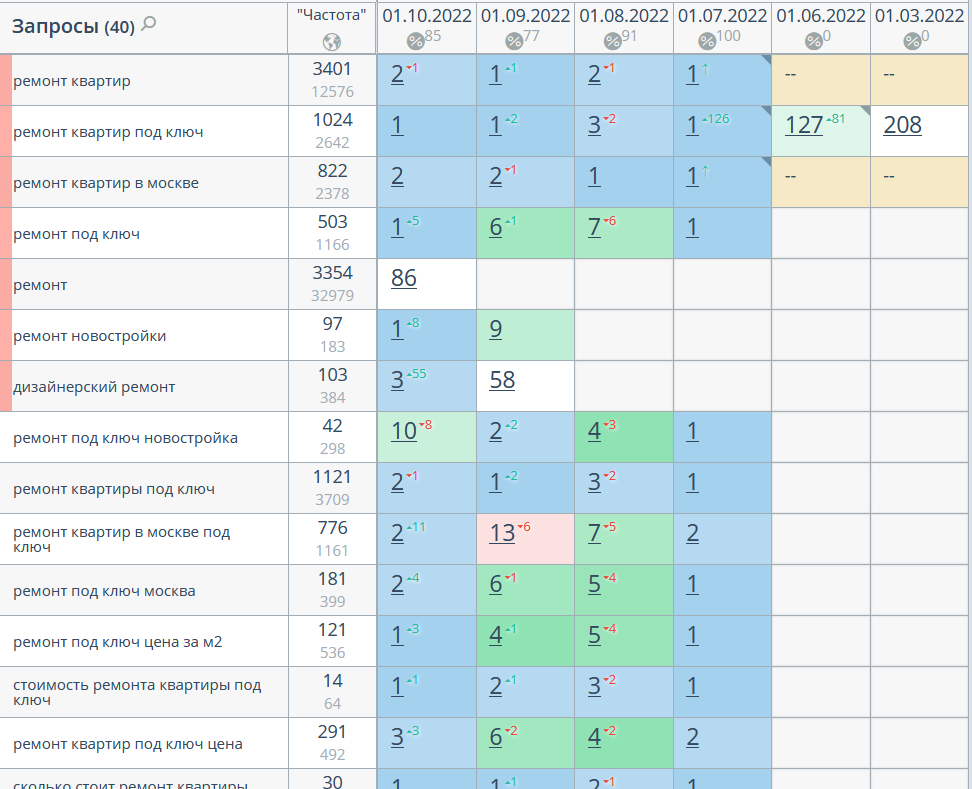 Запросы (40) "Частота" 01.10.2022 01.09.2022 01.08.2022 01.07.2022 01.06.2022 01.03.2022
% 85 % 77 % 91 % 100 % 0 % 0
ремонт квартир 3401 2 1 1 1 2 1 1 -- --
12576
ремонт квартир под ключ 1024 1 1 2 3 2 1 126 127 81 208
2642
ремонт квартир в москве 822 2 2 1 1 1 -- --
2378
ремонт под ключ 503 1 5 6 1 7 6 1
1166
ремонт 3354 86
32979
ремонт новостройки 97 1 8 9
183
дизайнерский ремонт 103 3 55 58
384
ремонт под ключ новостройка 42 10 8 2 2 4 3 1
298
ремонт квартиры под ключ 1121 2 1 1 2 3 2 1
3709
ремонт квартир в москве под 776 2 11 13 6 7 5 2
ключ 1161
ремонт под ключ москва 181 2 4 6 1 5 4 1
399
ремонт под ключ цена за м2 121 1 3 4 1 5 4 1
536
стоимость ремонта квартиры под 14 1 1 2 1 3 2 1
ключ 64
ремонт квартир под ключ цена 291 3 3 6 2 4 2 2
492
сколько стоит ремонт квартиры 30 1 1 1 2 1 1